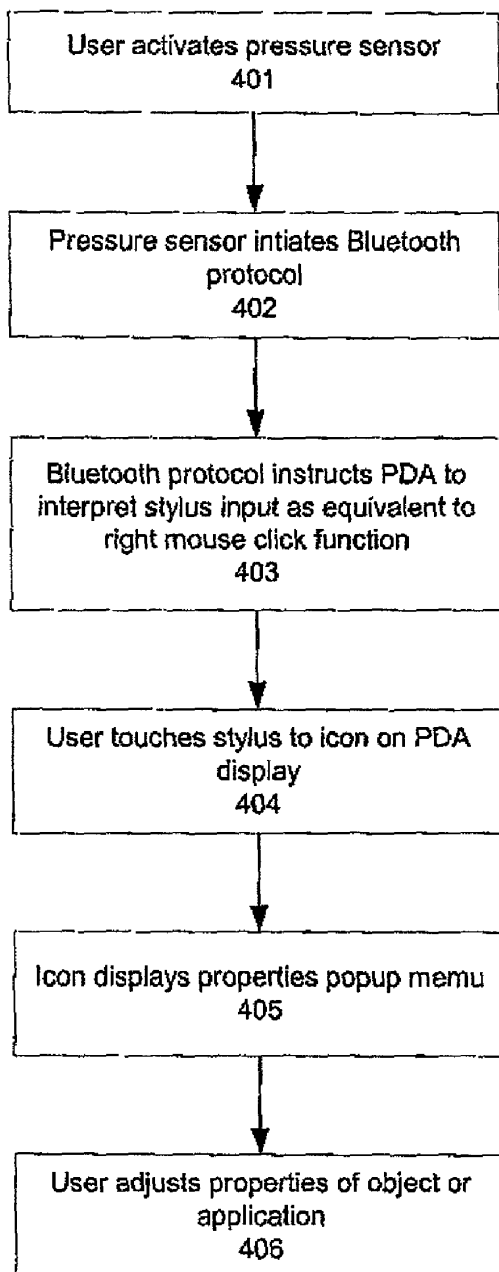 User activates pressure sensor
401
Pressure sensor intiates Bluetooth
protocol
402
Bluetooth protocol instructs PDA to
interpret stylus input as equivalent to
right mouse click function
403
User touches stylus to icon on PDA
display
404
Icon displays properties popup memu
405
User adjusts properties of object or
application
406